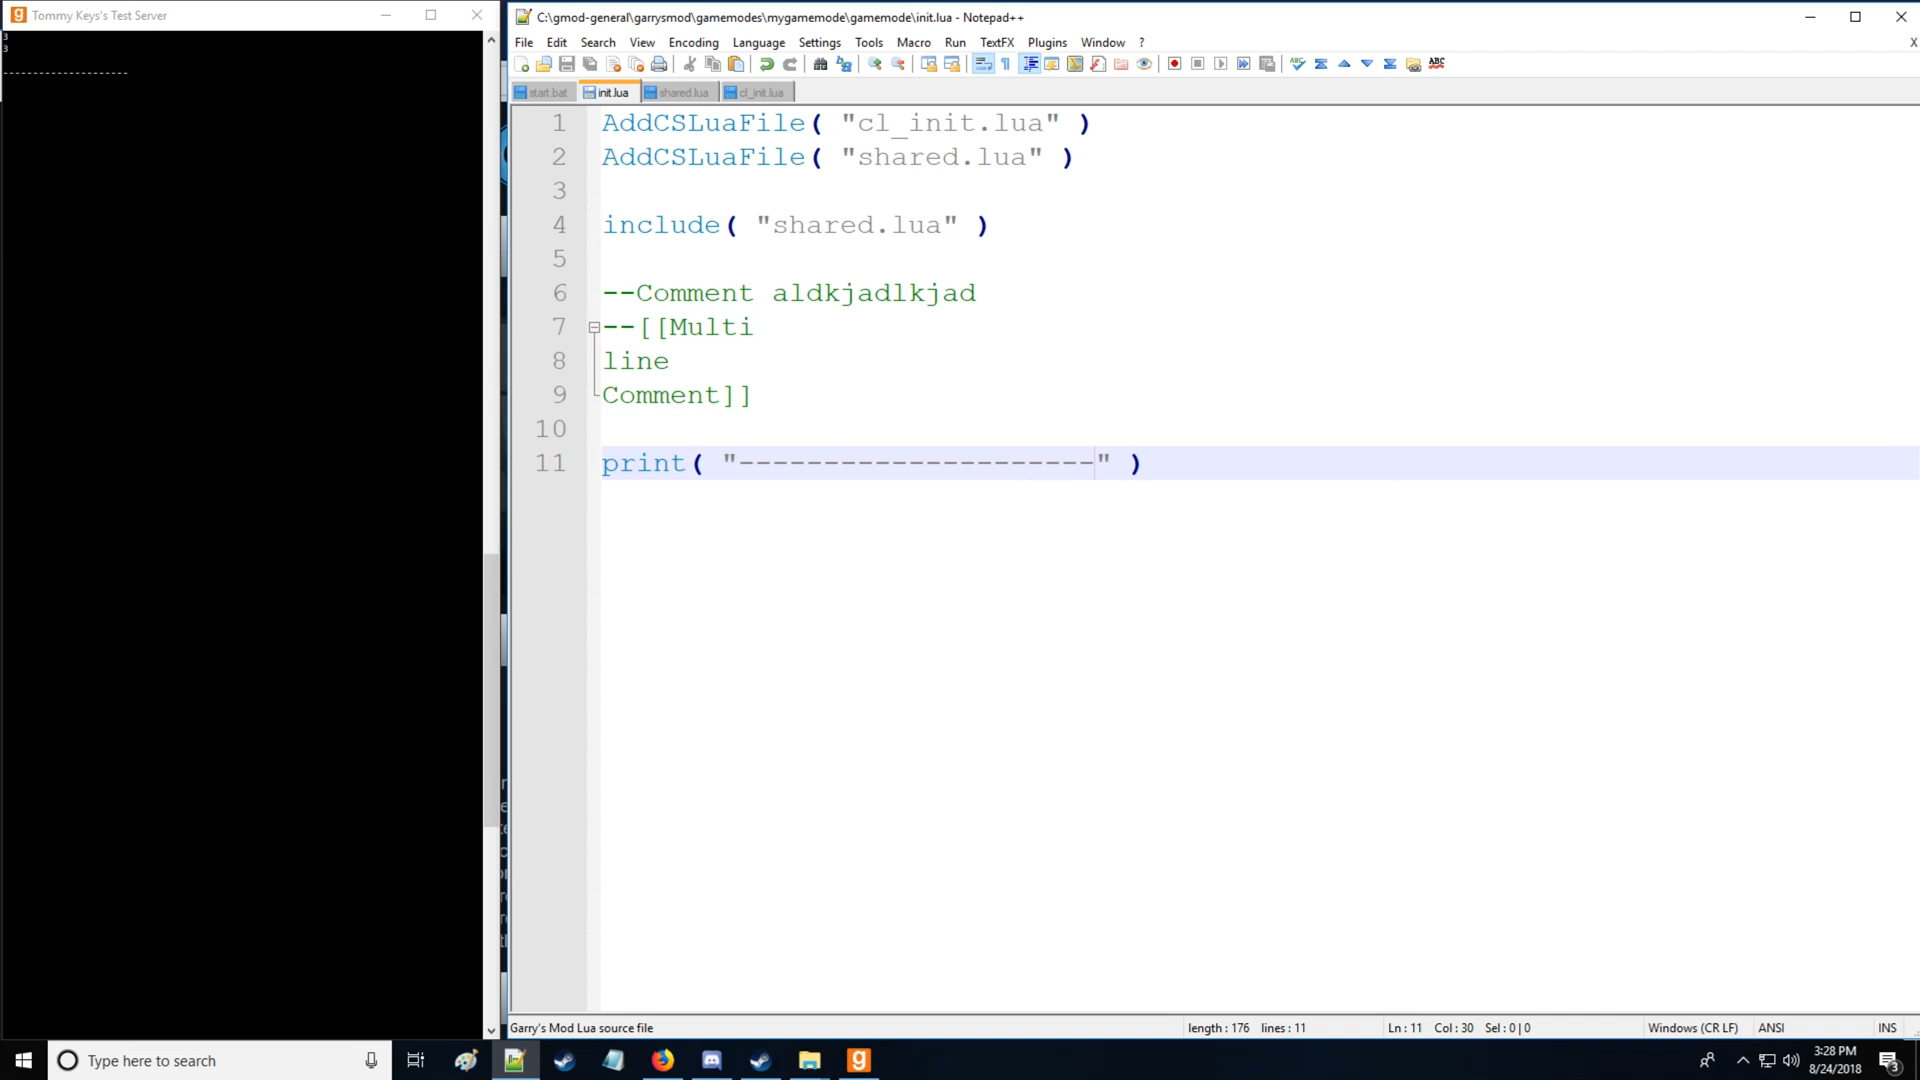 Tommy Keys's Test Server
3
3
---------------------
C:\gmod-general\garrysmod\gamemodes\mygamemode\gamemode\init.lua - Notepad++
File Edit Search View Encoding Language Settings Tools Macro Run TextFX Plugins Window ? X
start.bat init.lua shared.lua cl_init.lua
1 AddCSLuaFile( "cl_init.lua" )
2 AddCSLuaFile( "shared.lua" )
3
4 include( "shared.lua" )
5
6 --Comment aldkjadlkjad
7 --[[Multi
8 line
9 Comment]]
10
11 print( "---------------------" )
Garry's Mod Lua source file length : 176 lines : 11 Ln : 11 Col : 30 Sel : 0 | 0 Windows (CR LF) ANSI INS
Type here to search
3:28 PM
8/24/2018
3